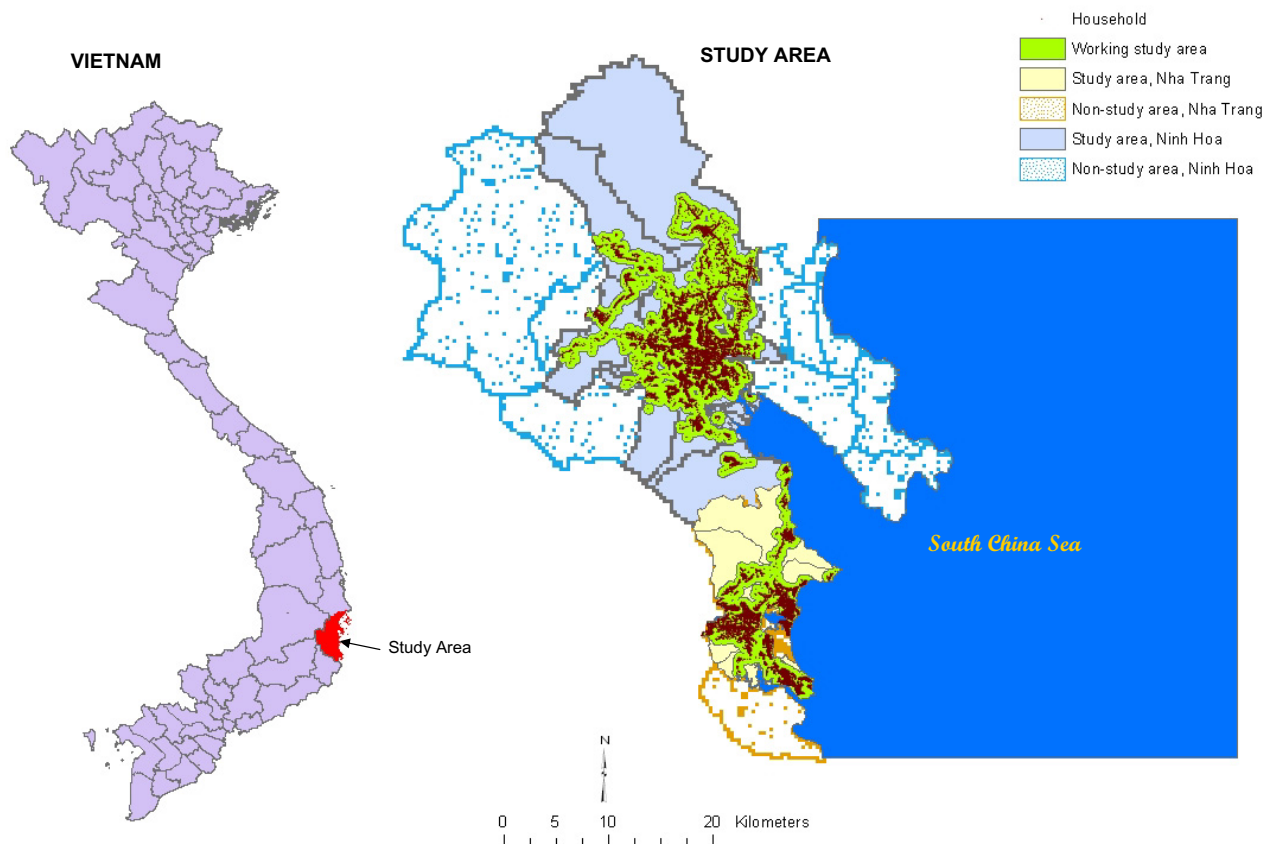 VIETNAM
STUDY AREA
Household
Working study area
Study area, Nha Trang
Non-study area, Nha Trang
Study area, Ninh Hoa
Non-study area, Ninh Hoa
South China Sea
Study Area
N
0 5 10 20 Kilometers